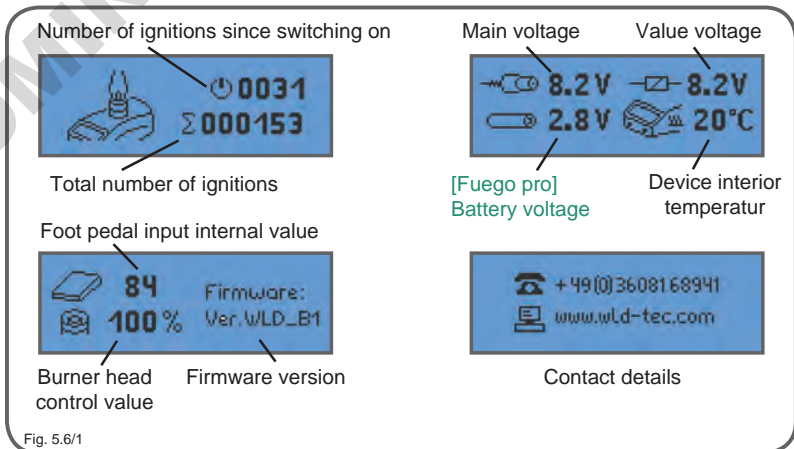 Number of ignitions since switching on
0031
Σ000153
Total number of ignitions
Main voltage
Value voltage
8.2V
8.2V
2.8V
20°C
[Fuego pro]
Battery voltage
Device interior
temperatur
Foot pedal input internal value
84
100%
Firmware:
Ver.WLD_B1
Burner head
control value
Firmware version
+49(0)3608168941
www.wld-tec.com
Contact details
Fig. 5.6/1